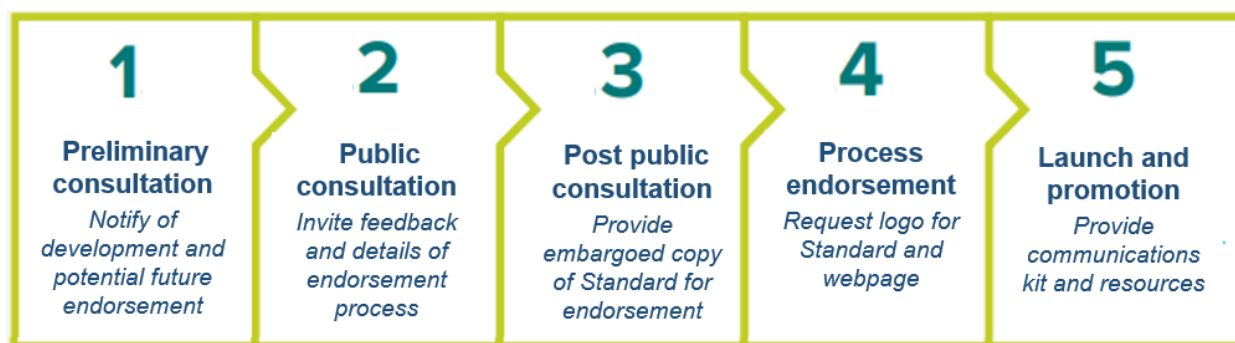 1
Preliminary
consultation
Notify of
development and
potential future
endorsement
2
Public
consultation
Invite feedback
and details of
endorsement
process
3
Post public
consultation
Provide
embargoed copy
of Standard for
endorsement
4
Process
endorsement
Request logo for
Standard and
webpage
5
Launch and
promotion
Provide
communications
kit and resources